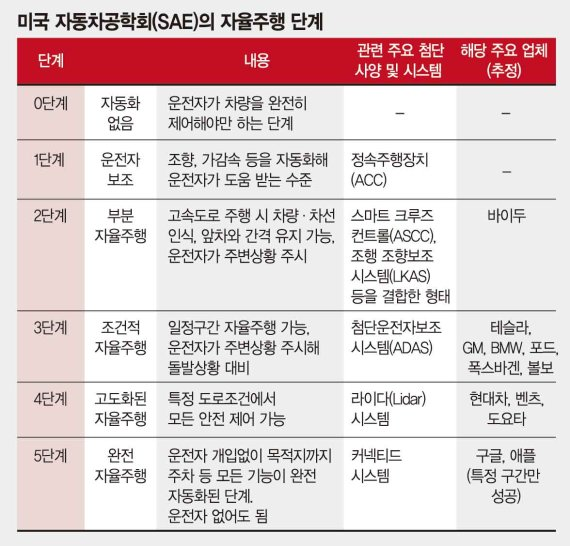 미국 자동차공학회(SAE)의 자율주행 단계
단계
내용
관련 주요 첨단
사양 및 시스템
해당 주요 업체
(추정)
0단계
자동화
없음
운전자가 차량을 완전히
제어해야만 하는 단계
–
–
1단계
운전자
보조
조향, 가감속 등을 자동화해
운전자가 도움 받는 수준
정속주행장치
(ACC)
–
2단계
부분
자율주행
고속도로 주행 시 차량·차선
인식, 앞차와 간격 유지 가능,
운전자가 주변상황 주시
스마트 크루즈
컨트롤(ASCC),
조행 조향보조
시스템(LKAS)
등을 결합한 형태
바이두
3단계
조건적
자율주행
일정구간 자율주행 가능,
운전자가 주변상황 주시해
돌발상황 대비
첨단운전자보조
시스템(ADAS)
테슬라,
GM, BMW, 포드,
폭스바겐, 볼보
4단계
고도화된
자율주행
특정 도로조건에서
모든 안전 제어 가능
라이다(Lidar)
시스템
현대차, 벤츠,
도요타
5단계
완전
자율주행
운전자 개입없이 목적지까지
주차 등 모든 기능이 완전
자동화된 단계.
운전자 없어도 됨
커넥티드
시스템
구글, 애플
(특정 구간만
성공)